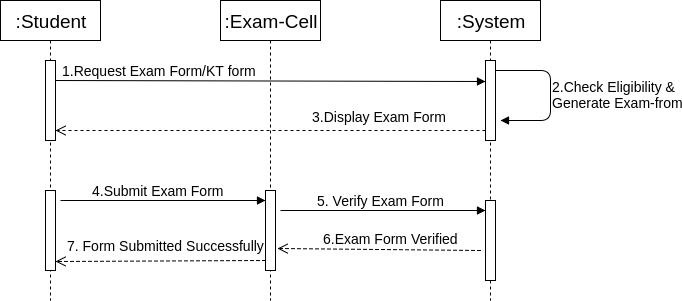 :Student
:Exam-Cell
:System
1.Request Exam Form/KT form
2.Check Eligibility &
Generate Exam-from
3.Display Exam Form
4.Submit Exam Form
5. Verify Exam Form
6.Exam Form Verified
7. Form Submitted Successfully